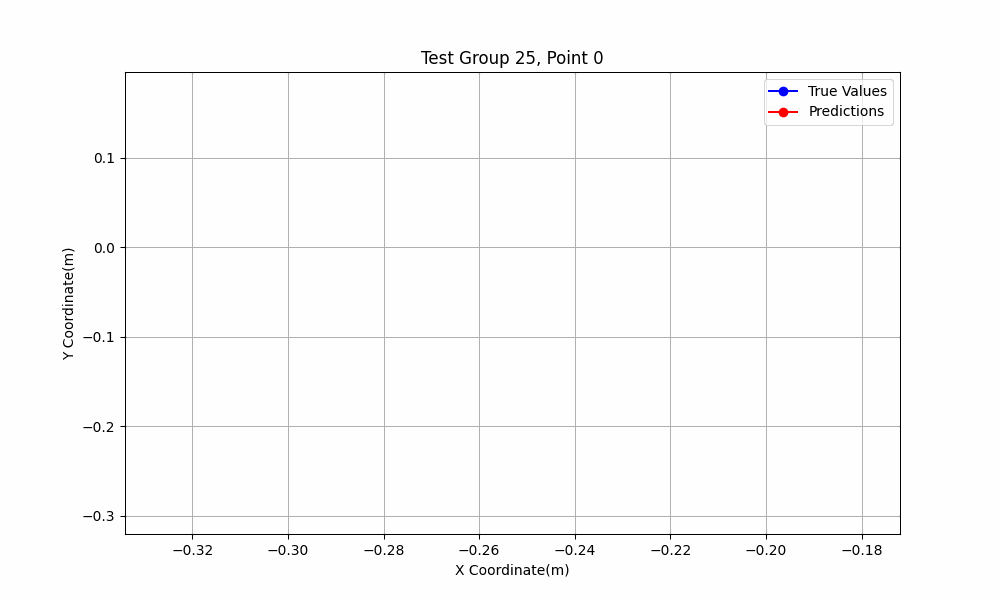 Test Group 25, Point 0
True Values
Predictions
0.1
0.0
−0.1
−0.2
−0.3
Y Coordinate(m)
−0.32 −0.30 −0.28 −0.26 −0.24 −0.22 −0.20 −0.18
X Coordinate(m)